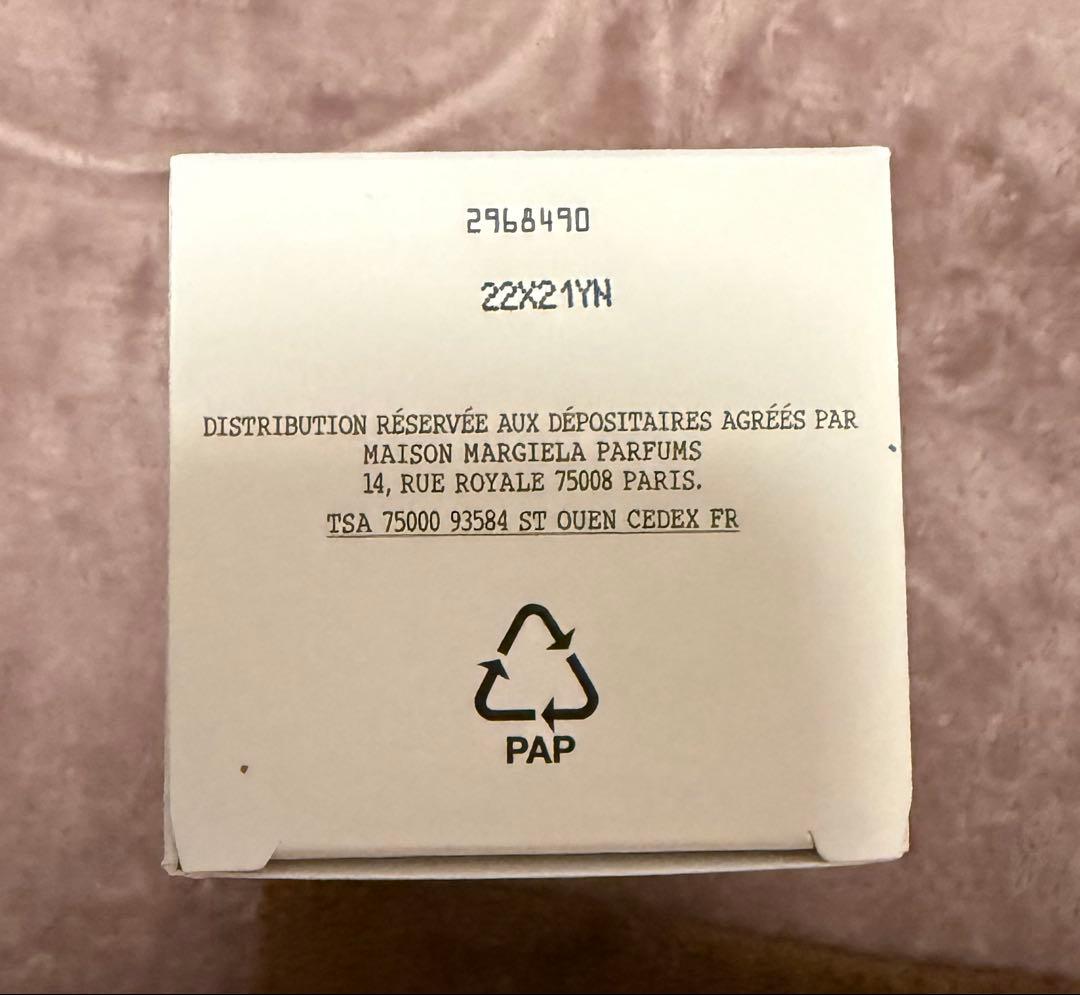 2968490
22X21YN
DISTRIBUTION RÉSERVÉE AUX DÉPOSITAIRES AGRÉÉS PAR
MAISON MARGIELA PARFUMS
14, RUE ROYALE 75008 PARIS.
TSA 75000 93584 ST OUEN CEDEX FR
PAP